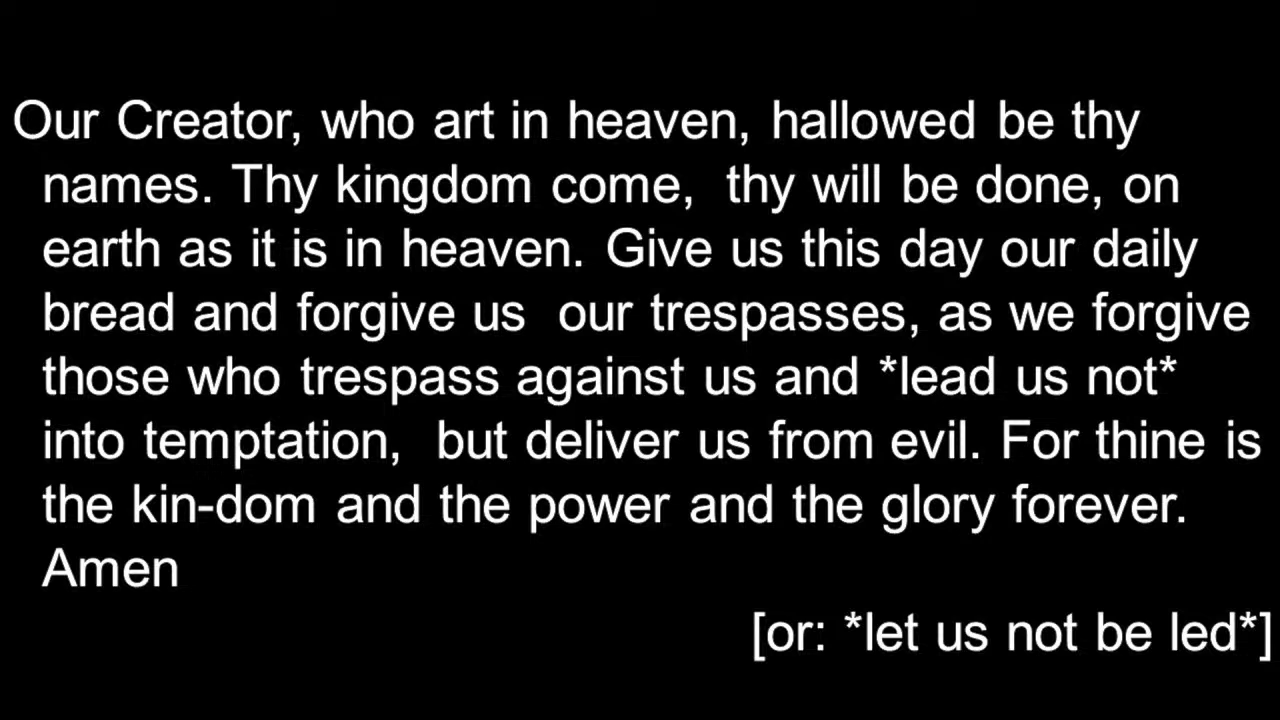 Our Creator, who art in heaven, hallowed be thy
names. Thy kingdom come,  thy will be done, on
earth as it is in heaven. Give us this day our daily
bread and forgive us  our trespasses, as we forgive
those who trespass against us and *lead us not*
into temptation,  but deliver us from evil. For thine is
the kin-dom and the power and the glory forever.
Amen
[or: *let us not be led*]